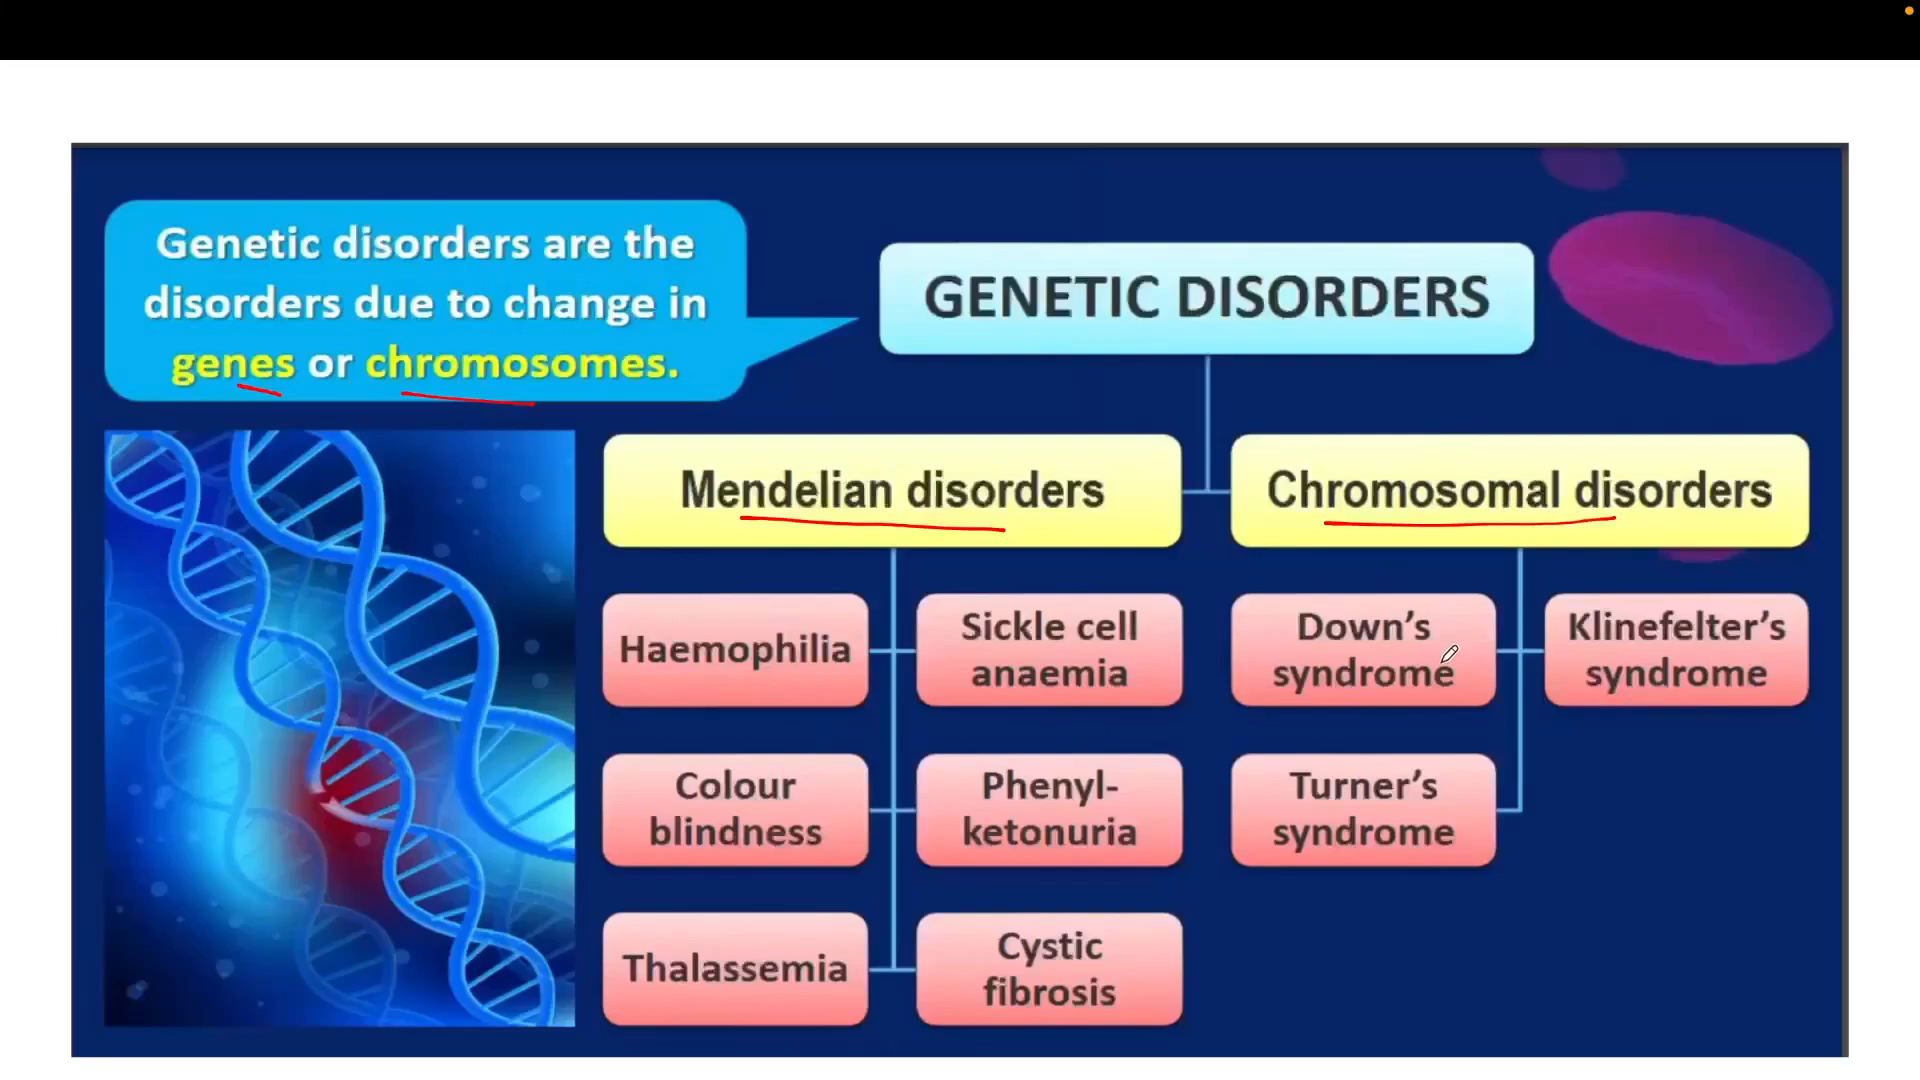 Genetic disorders are the
disorders due to change in
genes or chromosomes.
GENETIC DISORDERS
Mendelian disorders
Chromosomal disorders
Haemophilia
Sickle cell
anaemia
Down's
syndrome
Klinefelter's
syndrome
Colour
blindness
Phenyl-
ketonuria
Turner's
syndrome
Thalassemia
Cystic
fibrosis